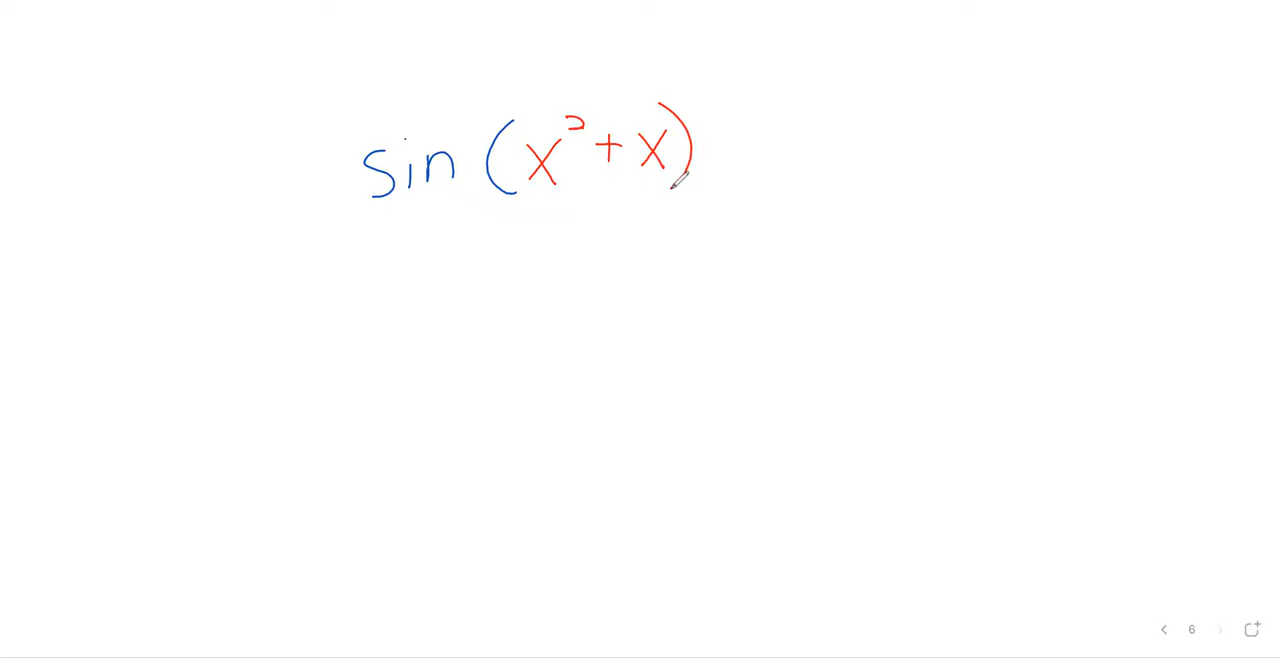 sin (x² + x)
6